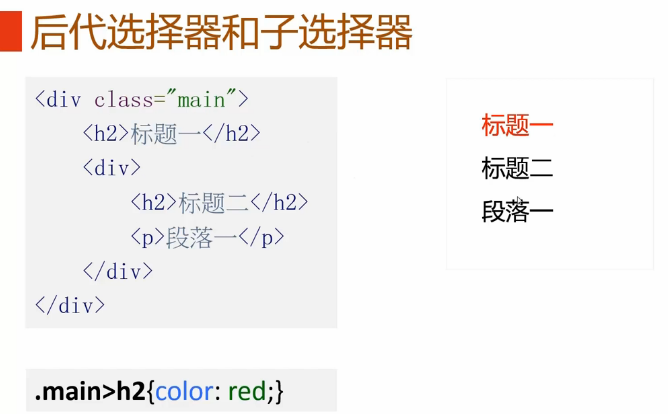 后代选择器和子选择器
<div class="main">
    <h2>标题一</h2>
    <div>
        <h2>标题二</h2>
        <p>段落一</p>
    </div>
</div>
标题一
标题二
段落一
.main>h2{color: red;}